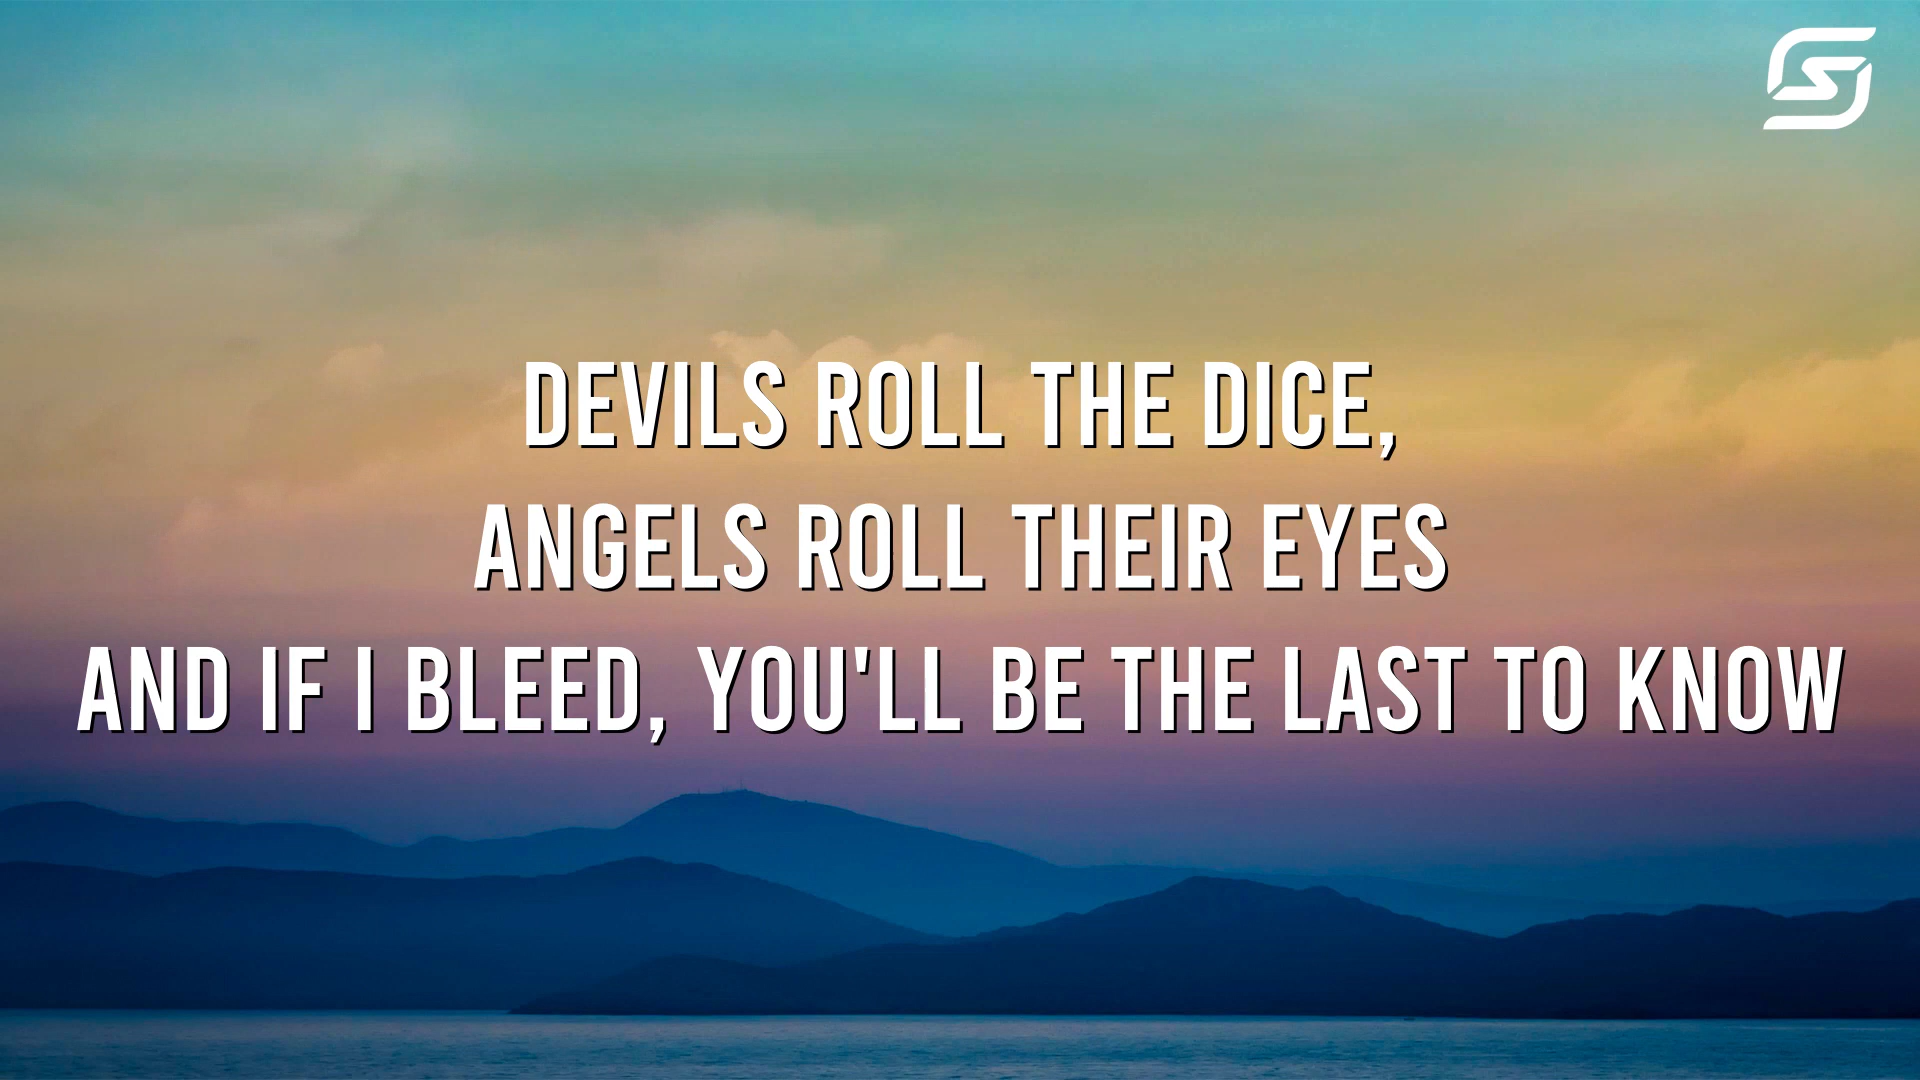 DEVILS ROLL THE DICE,
ANGELS ROLL THEIR EYES
AND IF I BLEED, YOU'LL BE THE LAST TO KNOW